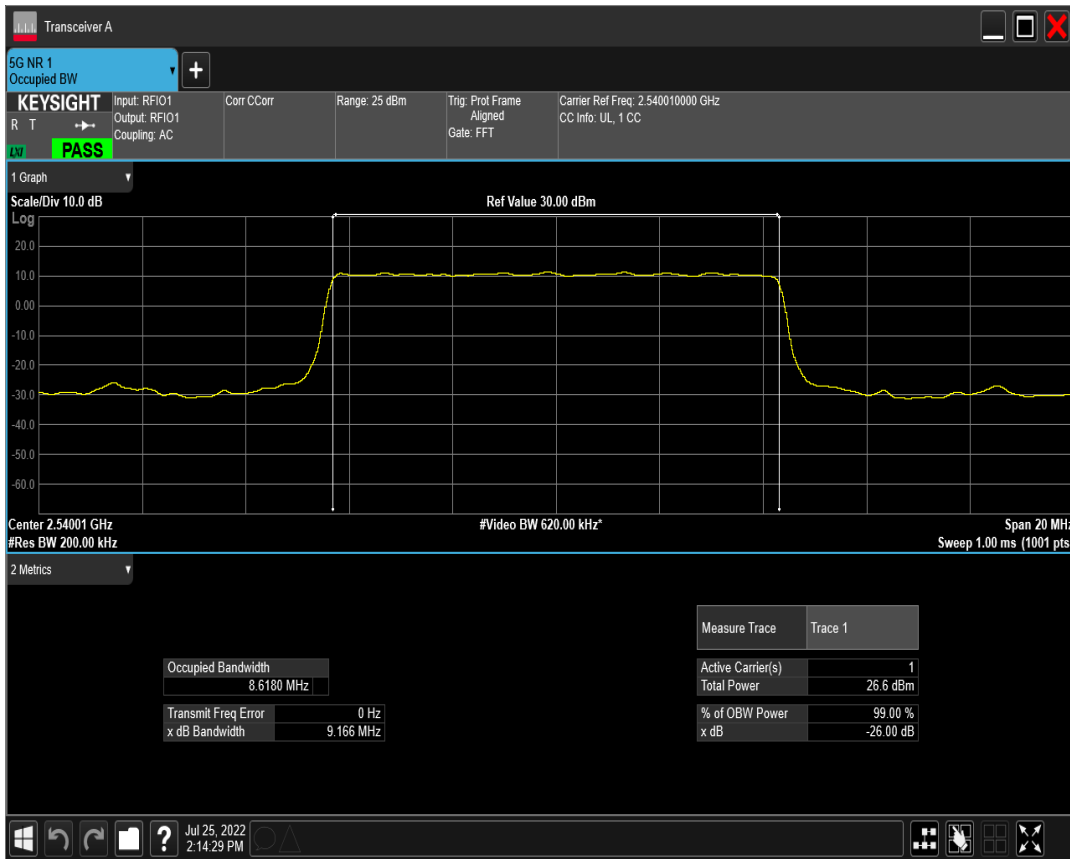 Transceiver A
5G NR 1
Occupied BW
+
KEYSIGHT
R T
LXI
PASS
Input: RFIO1
Output: RFIO1
Coupling: AC
Corr CCorr
Range: 25 dBm
Trig: Prot Frame
Aligned
Gate: FFT
Carrier Ref Freq: 2.540010000 GHz
CC Info: UL, 1 CC
1 Graph
Scale/Div 10.0 dB
Ref Value 30.00 dBm
Log
20.0
10.0
0.00
-10.0
-20.0
-30.0
-40.0
-50.0
-60.0
Center 2.54001 GHz
#Video BW 620.00 kHz*
Span 20 MHz
#Res BW 200.00 kHz
Sweep 1.00 ms (1001 pts
2 Metrics
Measure Trace Trace 1
Occupied Bandwidth
8.6180 MHz
Active Carrier(s) 1
Total Power 26.6 dBm
Transmit Freq Error 0 Hz
x dB Bandwidth 9.166 MHz
% of OBW Power 99.00 %
x dB -26.00 dB
?
Jul 25, 2022
2:14:29 PM